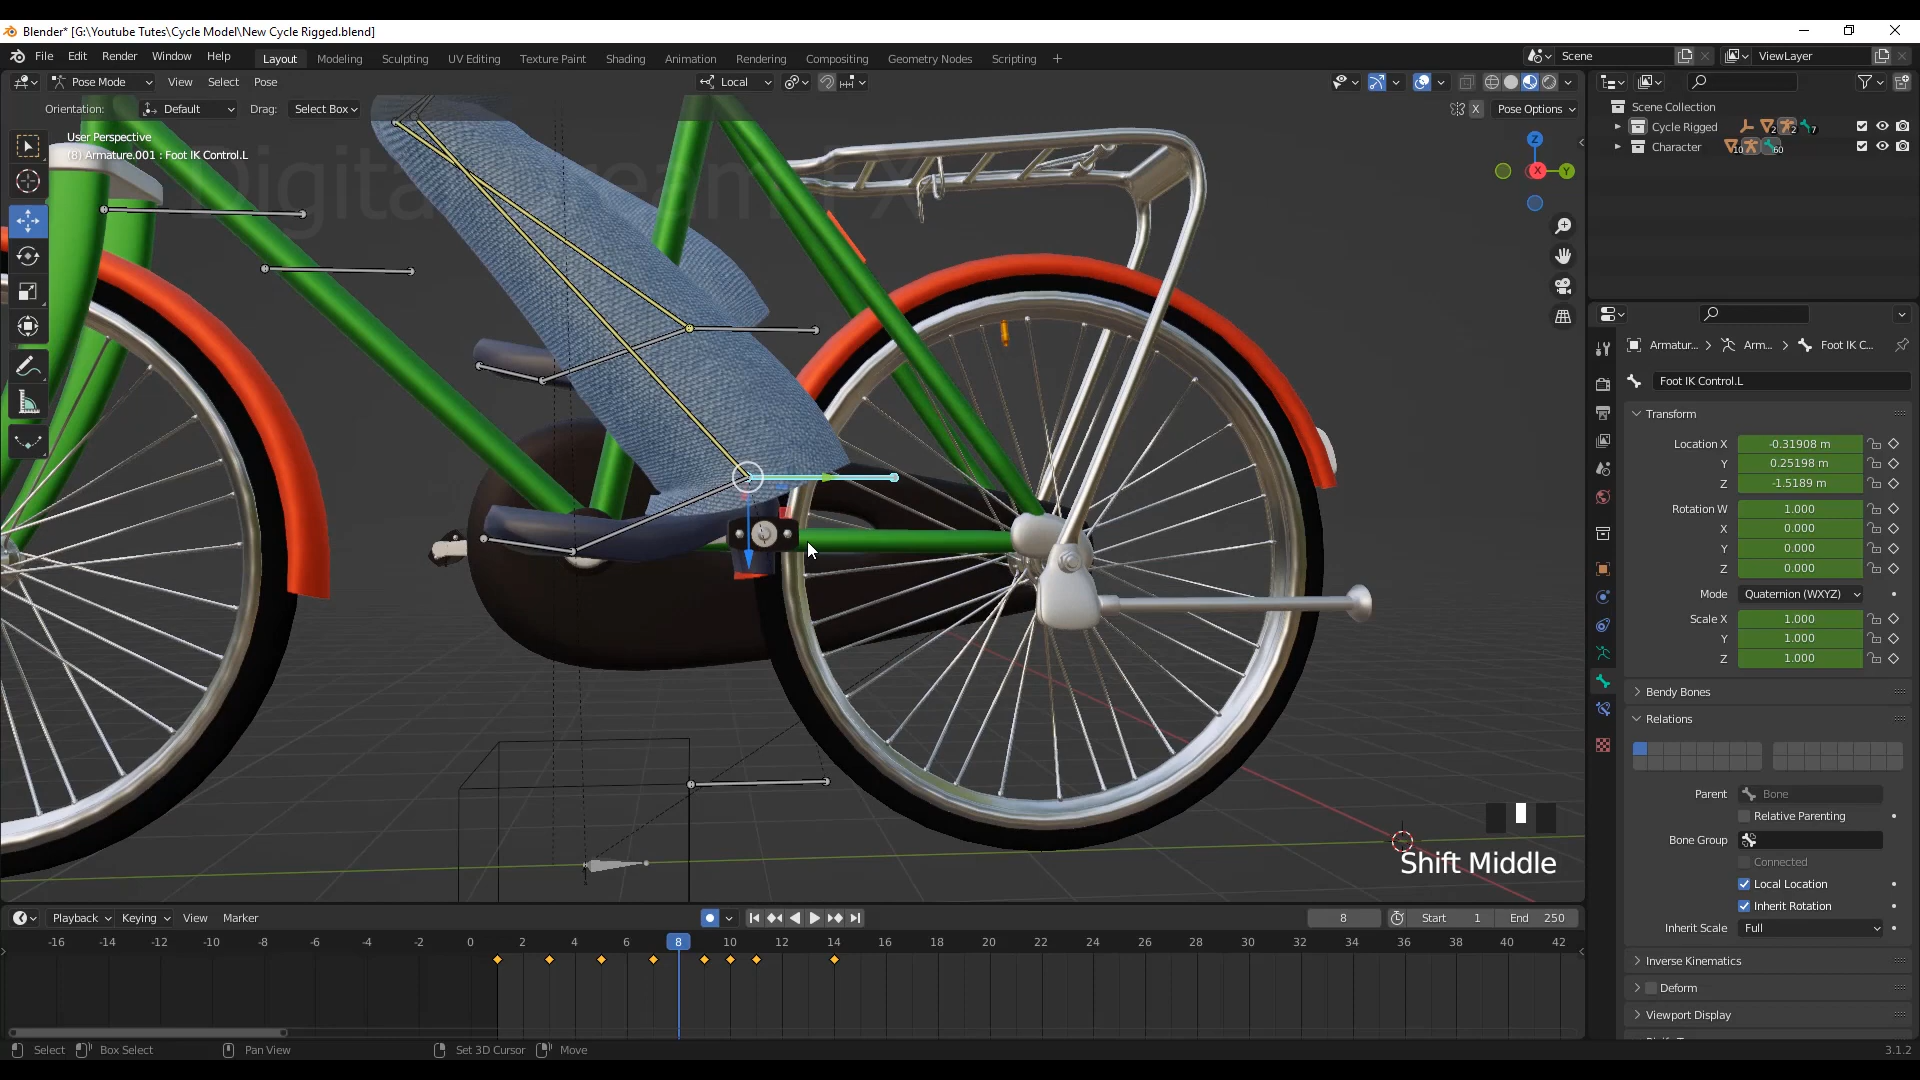 Blender* [G:\Youtube Tutes\Cycle Model\New Cycle Rigged.blend]
File Edit Render Window Help Layout Modeling Sculpting UV Editing Texture Paint Shading Animation Rendering Compositing Geometry Nodes Scripting + Scene ViewLayer
Pose Mode View Select Pose Local
Orientation: Default Drag: Select Box X Pose Options
User Perspective
(8) Armature.001 : Foot IK Control.L
Z
X
Y
Scene Collection
Cycle Rigged 2 2 7
Character 10 60
Armatur... > Arm... > Foot IK C...
Foot IK Control.L
Transform
Location X -0.31908 m
Y 0.25198 m
Z -1.5189 m
Rotation W 1.000
X 0.000
Y 0.000
Z 0.000
Mode Quaternion (WXYZ)
Scale X 1.000
Y 1.000
Z 1.000
Bendy Bones
Relations
Parent Bone
Relative Parenting
Bone Group
Connected
Local Location
Inherit Rotation
Inherit Scale Full
Inverse Kinematics
Deform
Viewport Display
Shift Middle
Playback Keying View Marker 8 Start 1 End 250
-16 -14 -12 -10 -8 -6 -4 -2 0 2 4 6 8 10 12 14 16 18 20 22 24 26 28 30 32 34 36 38 40 42
Select Box Select Pan View Set 3D Cursor Move 3.1.2